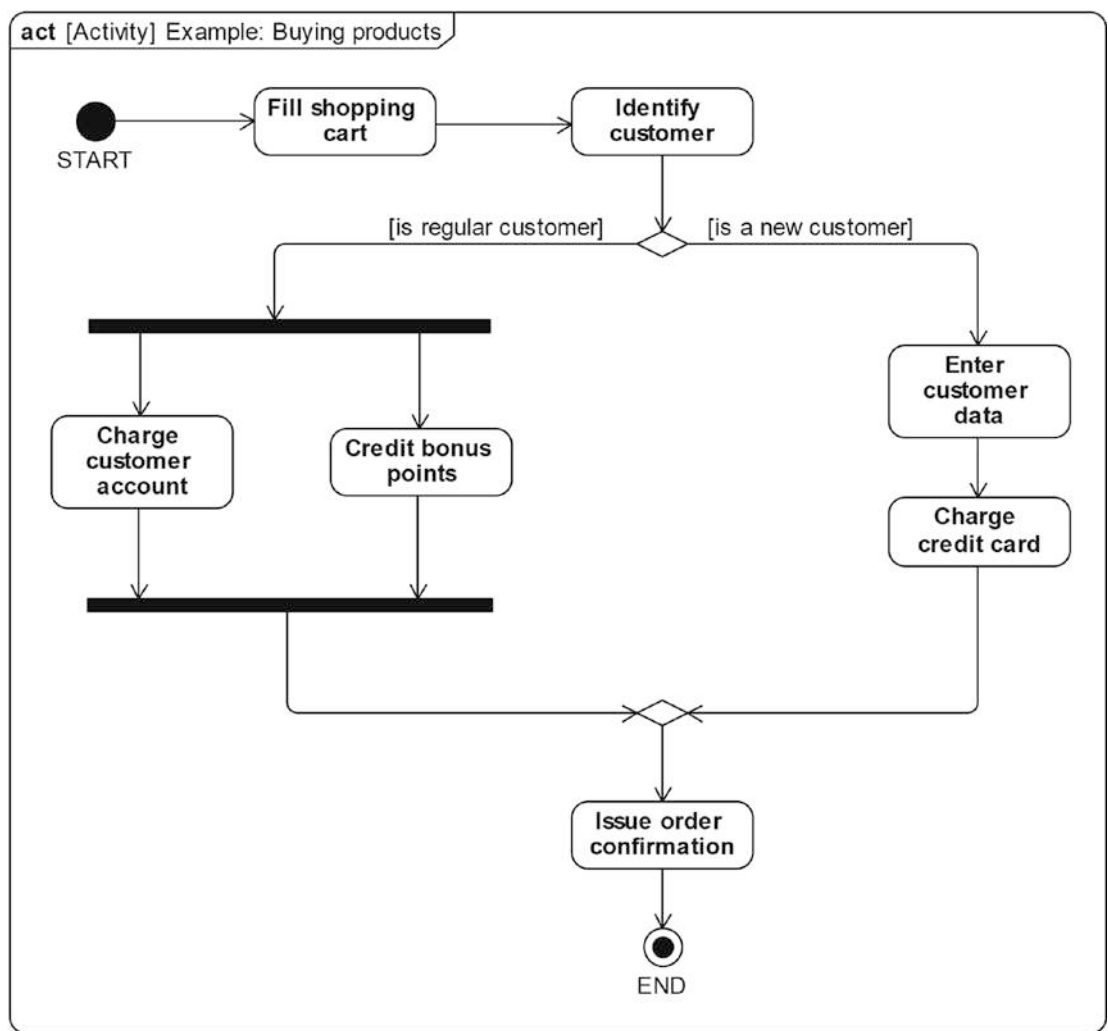 act [Activity] Example: Buying products
START
Fill shopping
cart
Identify
customer
[is regular customer]
[is a new customer]
Charge
customer
account
Credit bonus
points
Enter
customer
data
Charge
credit card
Issue order
confirmation
END